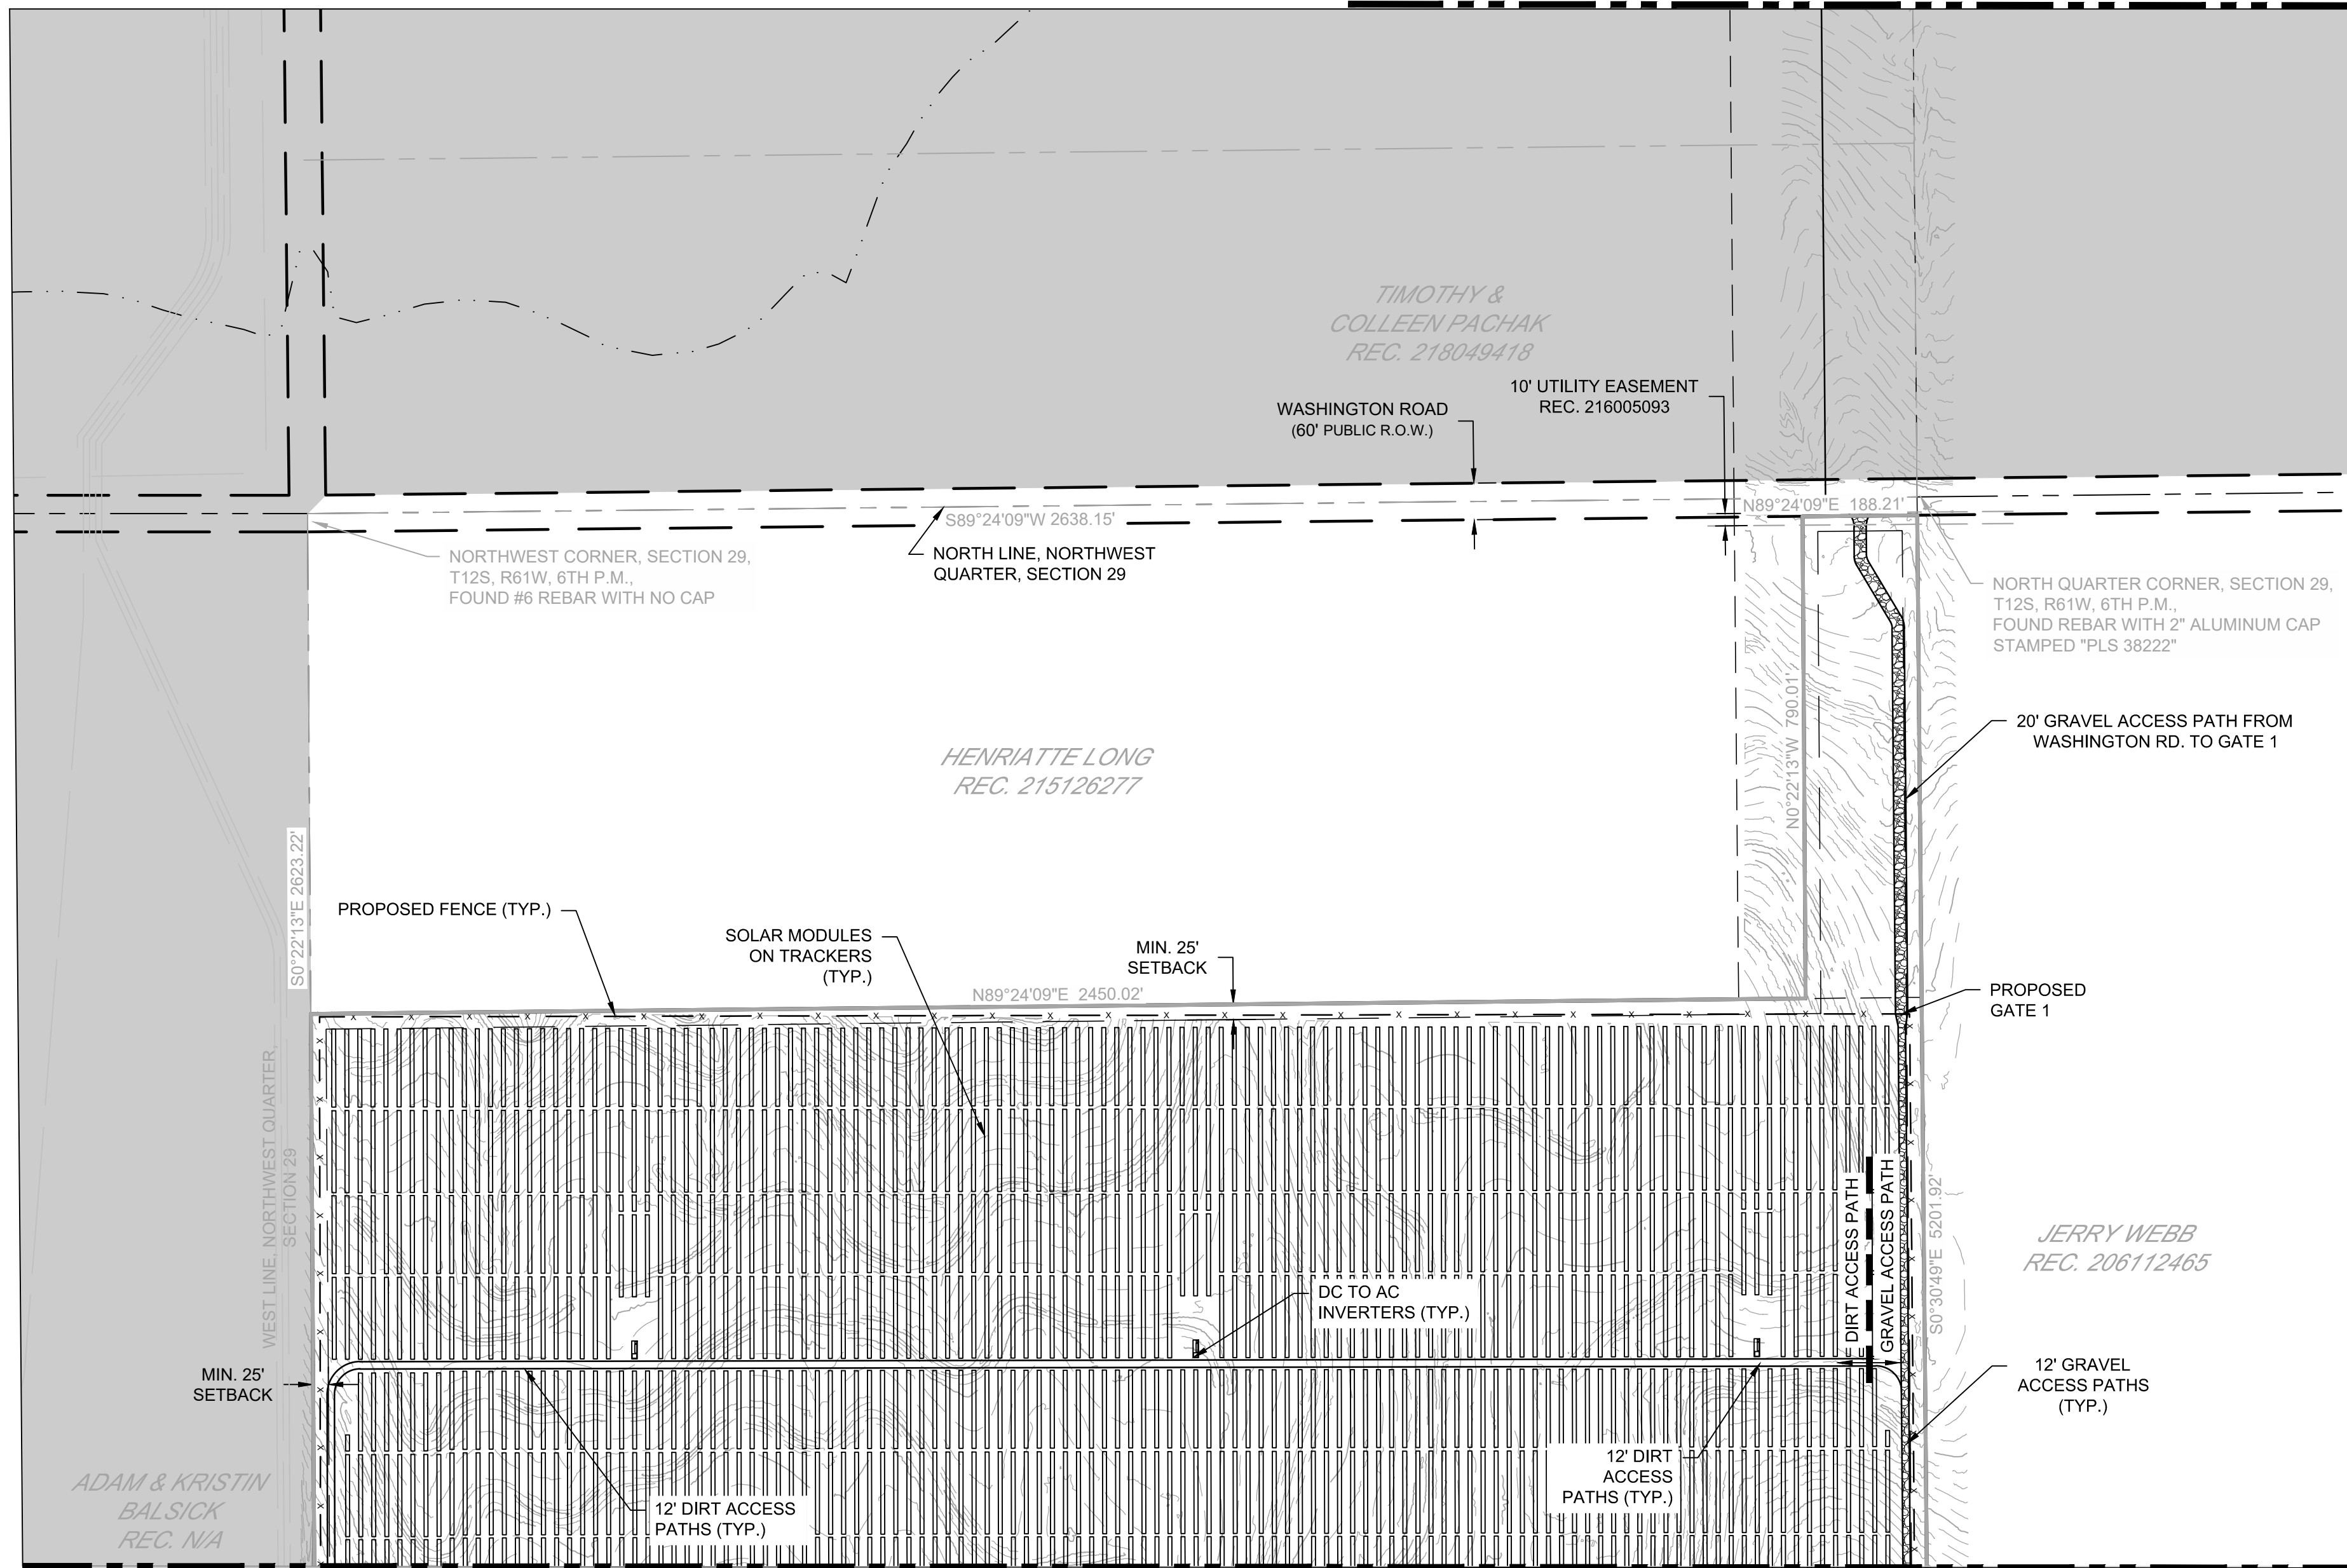 TIMOTHY &
COLLEEN PACHAK
REC. 218049418
10' UTILITY EASEMENT
REC. 216005093
WASHINGTON ROAD
(60' PUBLIC R.O.W.)
N89°24'09"E 188.21'
S89°24'09"W 2638.15'
NORTH LINE, NORTHWEST
QUARTER, SECTION 29
NORTHWEST CORNER, SECTION 29,
T12S, R61W, 6TH P.M.,
FOUND #6 REBAR WITH NO CAP
NORTH QUARTER CORNER, SECTION 29,
T12S, R61W, 6TH P.M.,
FOUND REBAR WITH 2" ALUMINUM CAP
STAMPED "PLS 38222"
20' GRAVEL ACCESS PATH FROM
WASHINGTON RD. TO GATE 1
N0°22'13"W 790.01'
HENRIATTE LONG
REC. 215126277
S0°22'13"E 2623.22'
PROPOSED FENCE (TYP.)
SOLAR MODULES
ON TRACKERS
(TYP.)
MIN. 25'
SETBACK
N89°24'09"E 2450.02'
PROPOSED
GATE 1
WEST LINE, NORTHWEST QUARTER,
SECTION 29
DIRT ACCESS PATH
GRAVEL ACCESS PATH
S0°30'49"E 5201.92'
JERRY WEBB
REC. 206112465
DC TO AC
INVERTERS (TYP.)
MIN. 25'
SETBACK
12' GRAVEL
ACCESS PATHS
(TYP.)
12' DIRT
ACCESS
PATHS (TYP.)
12' DIRT ACCESS
PATHS (TYP.)
ADAM & KRISTIN
BALSICK
REC. N/A